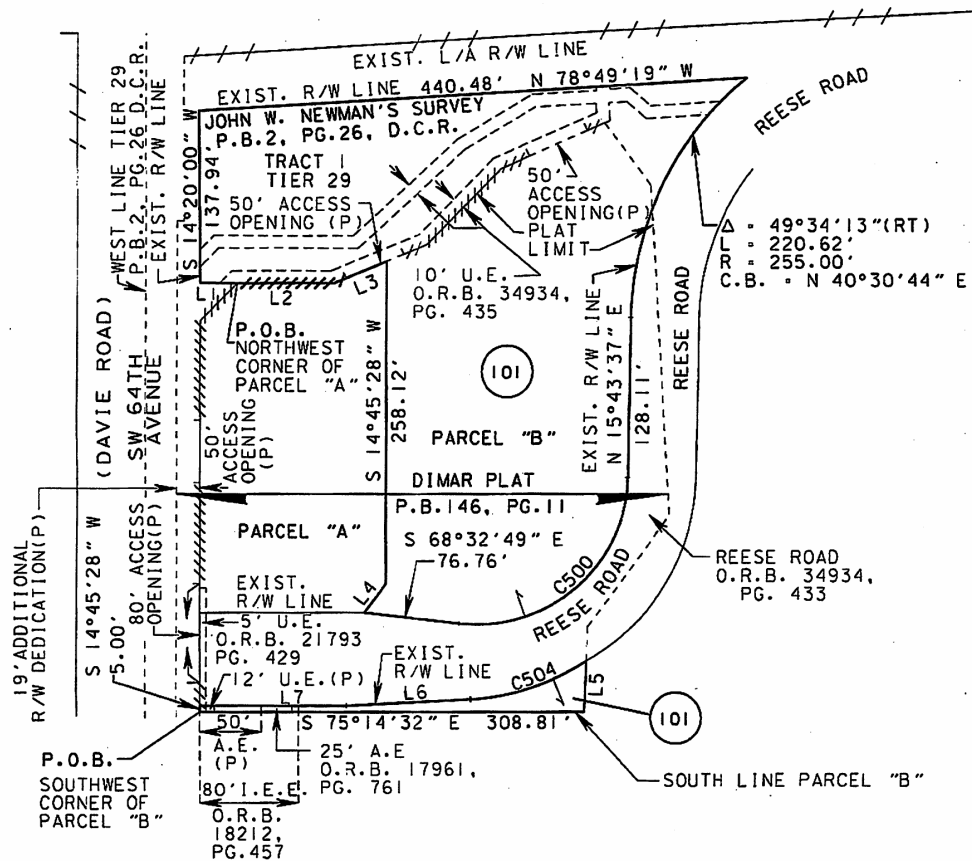 EXIST. L/A R/W LINE
EXIST. R/W LINE 440.48' N 78°49'19" W
REESE ROAD
JOHN W. NEWMAN'S SURVEY
P.B.2, PG.26, D.C.R.
TRACT 1
TIER 29
50' ACCESS
OPENING (P)
S 14°20'00" W
137.94'
WEST LINE TIER 29
P.B.2, PG.26 D.C.R.
EXIST. R/W LINE
50'
ACCESS
OPENING(P)
PLAT
LIMIT
Δ = 49°34'13"(RT)
L = 220.62'
R = 255.00'
C.B. = N 40°30'44" E
10' U.E.
O.R.B. 34934,
PG. 435
L1
L2
L3
P.O.B.
NORTHWEST
CORNER OF
PARCEL "A"
(DAVIE ROAD)
SW 64TH
AVENUE
50'
ACCESS
OPENING
(P)
S 14°45'28" W
258.12'
101
PARCEL "B"
EXIST. R/W LINE
N 15°43'37" E
128.11'
REESE ROAD
DIMAR PLAT
P.B.146, PG.11
PARCEL "A"
S 68°32'49" E
76.76'
REESE ROAD
O.R.B. 34934,
PG. 433
19' ADDITIONAL
R/W DEDICATION(P)
S 14°45'28" W
5.00'
80' ACCESS
OPENING(P)
EXIST.
R/W LINE
L4
C500
REESE ROAD
5' U.E.
O.R.B. 21793
PG. 429
EXIST.
R/W LINE
12' U.E.(P)
L7
L6
C504
L5
101
50'
S 75°14'32" E 308.81'
A.E.
(P)
P.O.B.
SOUTHWEST
CORNER OF
PARCEL "B"
25' A.E
O.R.B. 17961,
PG. 761
SOUTH LINE PARCEL "B"
80' I.E.E.
O.R.B.
18212,
PG.457